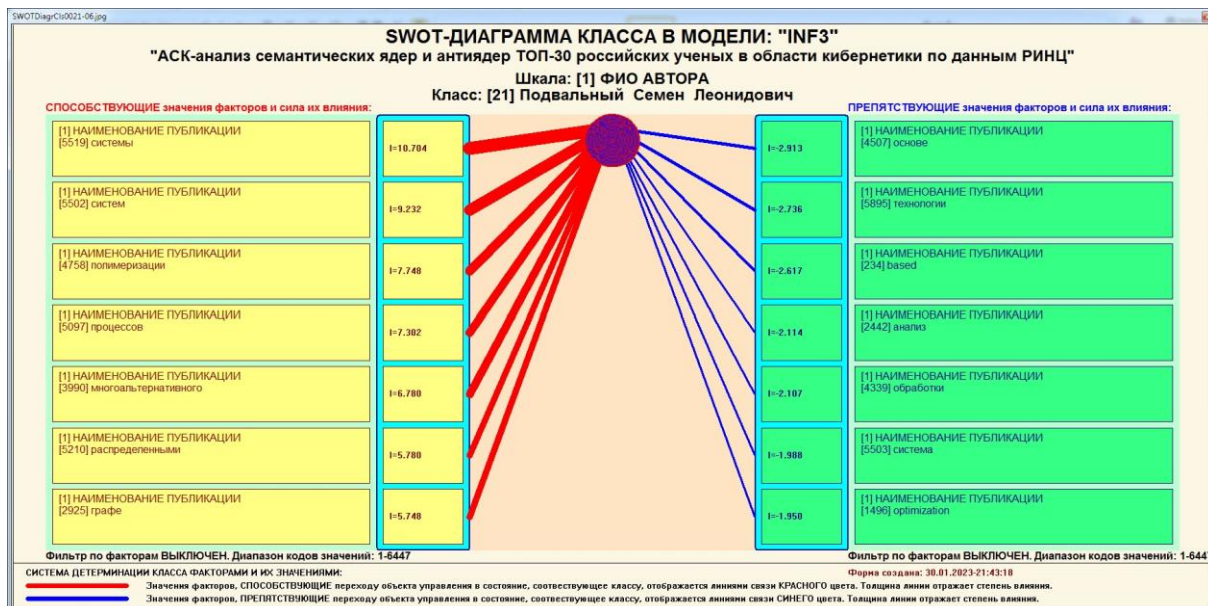 SWOTDiagrCls0021-06.jpg
SWOT-ДИАГРАММА КЛАССА В МОДЕЛИ: "INF3"
"АСК-анализ семантических ядер и антиядер ТОП-30 российских ученых в области кибернетики по данным РИНЦ"
Шкала: [1] ФИО АВТОРА
Класс: [21] Подвальный Семен Леонидович
СПОСОБСТВУЮЩИЕ значения факторов и сила их влияния:
[1] НАИМЕНОВАНИЕ ПУБЛИКАЦИИ
[5519] системы
I=10.704
[1] НАИМЕНОВАНИЕ ПУБЛИКАЦИИ
[5502] систем
I=9.232
[1] НАИМЕНОВАНИЕ ПУБЛИКАЦИИ
[4758] полимеризации
I=7.748
[1] НАИМЕНОВАНИЕ ПУБЛИКАЦИИ
[5097] процессов
I=7.302
[1] НАИМЕНОВАНИЕ ПУБЛИКАЦИИ
[3990] многоальтернативного
I=6.780
[1] НАИМЕНОВАНИЕ ПУБЛИКАЦИИ
[5210] распределенными
I=5.780
[1] НАИМЕНОВАНИЕ ПУБЛИКАЦИИ
[2925] графе
I=5.748
Фильтр по факторам ВЫКЛЮЧЕН. Диапазон кодов значений: 1-6447
ПРЕПЯТСТВУЮЩИЕ значения факторов и сила их влияния:
I=-2.913
[1] НАИМЕНОВАНИЕ ПУБЛИКАЦИИ
[4507] основе
I=-2.736
[1] НАИМЕНОВАНИЕ ПУБЛИКАЦИИ
[5895] технологии
I=-2.617
[1] НАИМЕНОВАНИЕ ПУБЛИКАЦИИ
[234] based
I=-2.114
[1] НАИМЕНОВАНИЕ ПУБЛИКАЦИИ
[2442] анализ
I=-2.107
[1] НАИМЕНОВАНИЕ ПУБЛИКАЦИИ
[4339] обработки
I=-1.988
[1] НАИМЕНОВАНИЕ ПУБЛИКАЦИИ
[5503] система
I=-1.950
[1] НАИМЕНОВАНИЕ ПУБЛИКАЦИИ
[1496] optimization
Фильтр по факторам ВЫКЛЮЧЕН. Диапазон кодов значений: 1-6447
СИСТЕМА ДЕТЕРМИНАЦИИ КЛАССА ФАКТОРАМИ И ИХ ЗНАЧЕНИЯМИ:
Форма создана: 30.01.2023-21:43:18
Значения факторов, СПОСОБСТВУЮЩИЕ переходу объекта управления в состояние, соответствующее классу, отображается линиями связи КРАСНОГО цвета. Толщина линии отражает степень влияния.
Значения факторов, ПРЕПЯТСТВУЮЩИЕ переходу объекта управления в состояние, соответствующее классу, отображается линиями связи СИНЕГО цвета. Толщина линии отражает степень влияния.